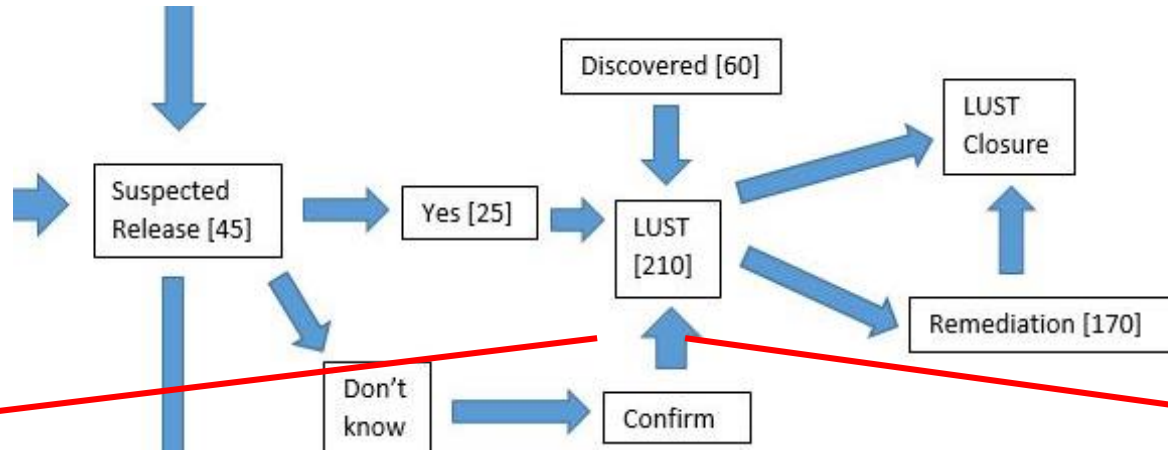 Discovered [60]
LUST
Closure
Suspected
Release [45]
Yes [25]
LUST
[210]
Remediation [170]
Don't
know
Confirm